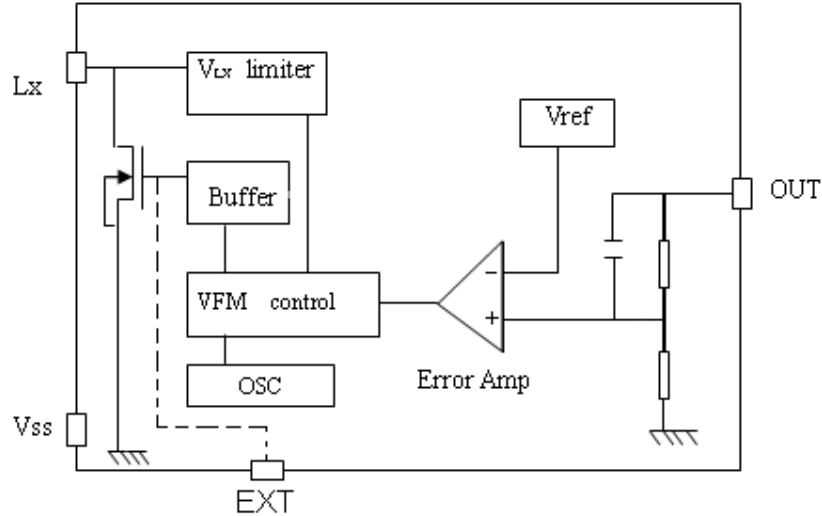 Lx
VLX limiter
Vref
OUT
Buffer
VFM control
−
+
Error Amp
OSC
Vss
EXT